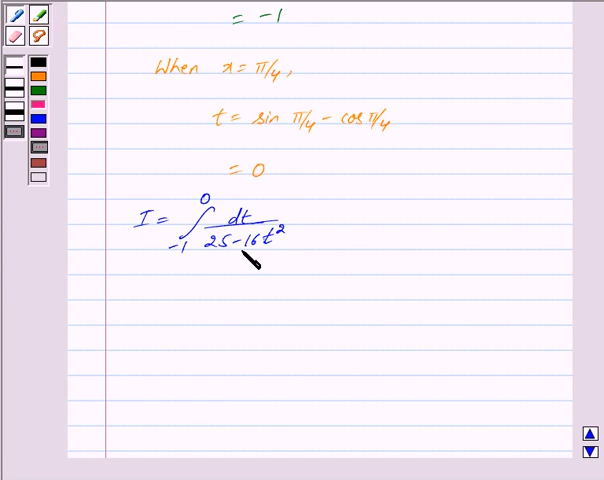 = -1
When x = π/4,
t = sin π/4 - cos π/4
= 0
I = ∫_{-1}^{0} dt / (25 - 16t²)